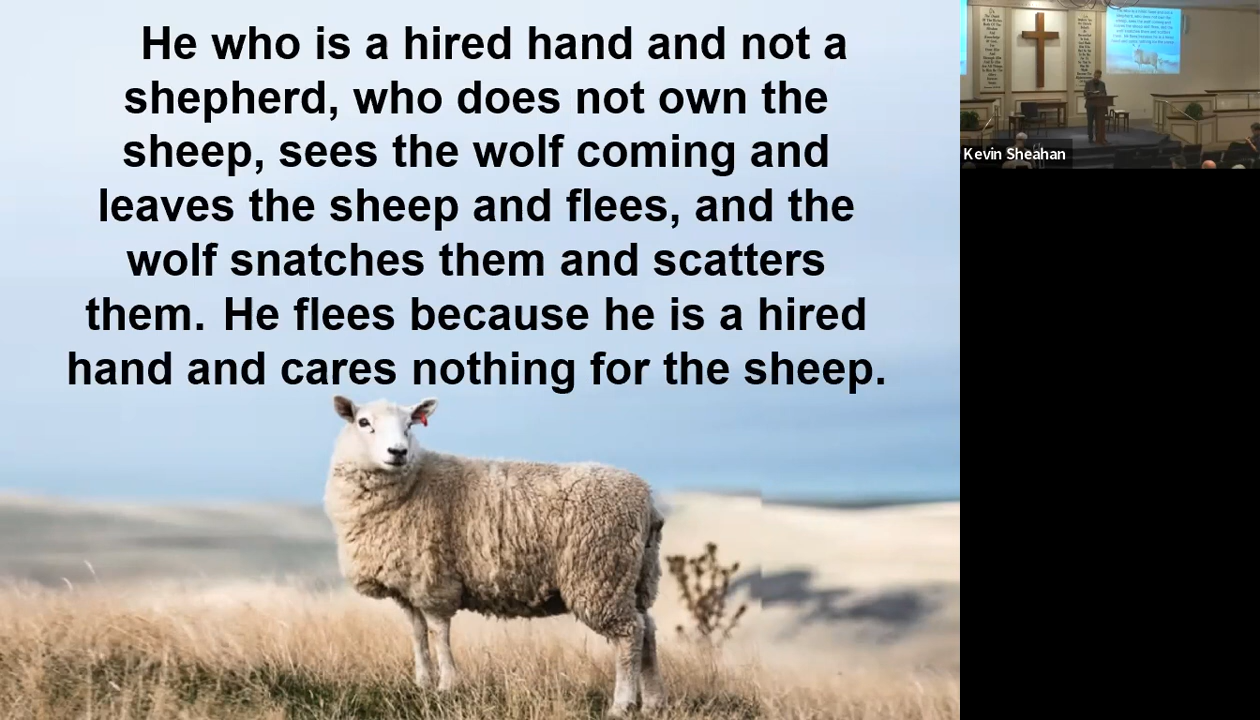 He who is a hired hand and not a
shepherd, who does not own the
sheep, sees the wolf coming and
leaves the sheep and flees, and the
wolf snatches them and scatters
them. He flees because he is a hired
hand and cares nothing for the sheep.
Kevin Sheahan